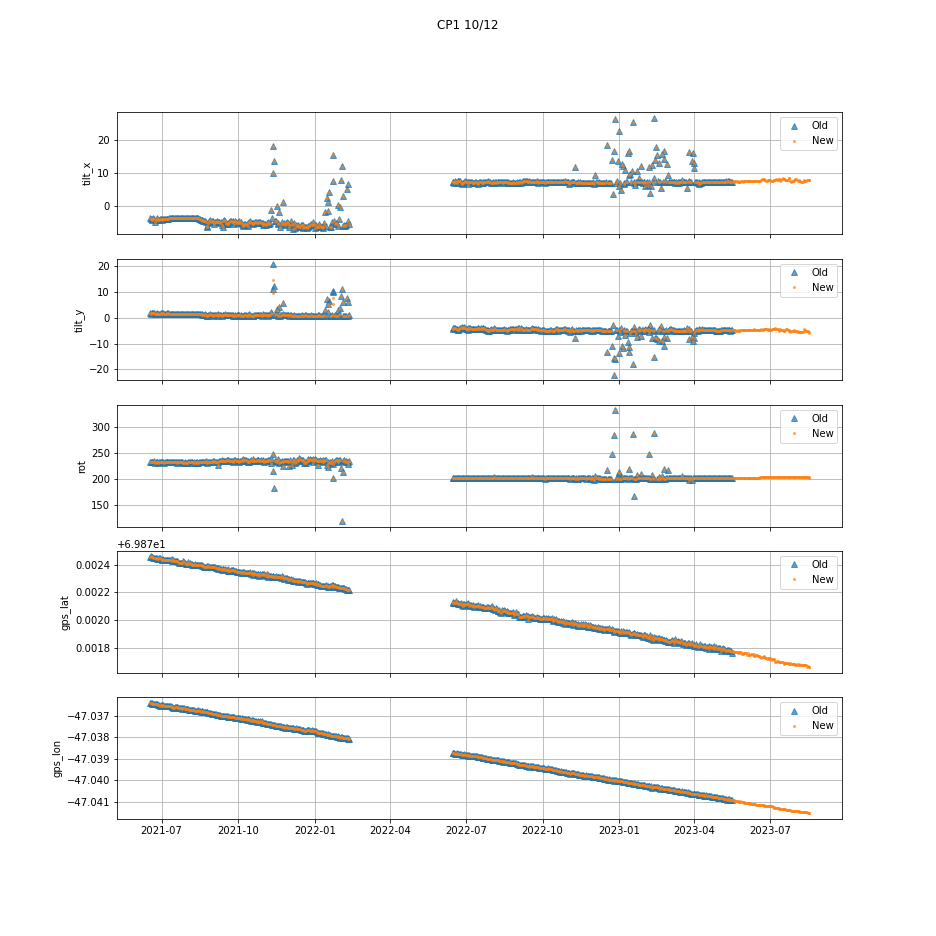 CP1 10/12
20
10
0
tilt_x
Old
New
20
10
0
−10
−20
tilt_y
Old
New
300
250
200
150
rot
Old
New
+6.987e1
0.0024
0.0022
0.0020
0.0018
gps_lat
Old
New
−47.037
−47.038
−47.039
−47.040
−47.041
gps_lon
Old
New
2021-07 2021-10 2022-01 2022-04 2022-07 2022-10 2023-01 2023-04 2023-07